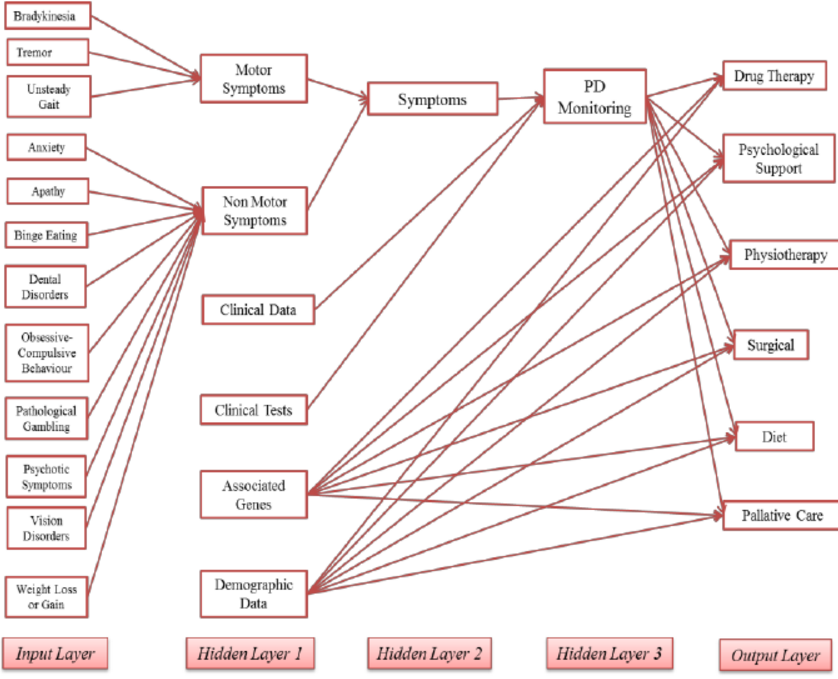 Bradykinesia
Tremor
Unsteady
Gait
Anxiety
Apathy
Binge Eating
Dental
Disorders
Obsessive-
Compulsive
Behaviour
Pathological
Gambling
Psychotic
Symptoms
Vision
Disorders
Weight Loss
or Gain
Input Layer
Motor
Symptoms
Non Motor
Symptoms
Clinical Data
Clinical Tests
Associated
Genes
Demographic
Data
Hidden Layer 1
Symptoms
Hidden Layer 2
PD
Monitoring
Hidden Layer 3
Drug Therapy
Psychological
Support
Physiotherapy
Surgical
Diet
Pallative Care
Output Layer